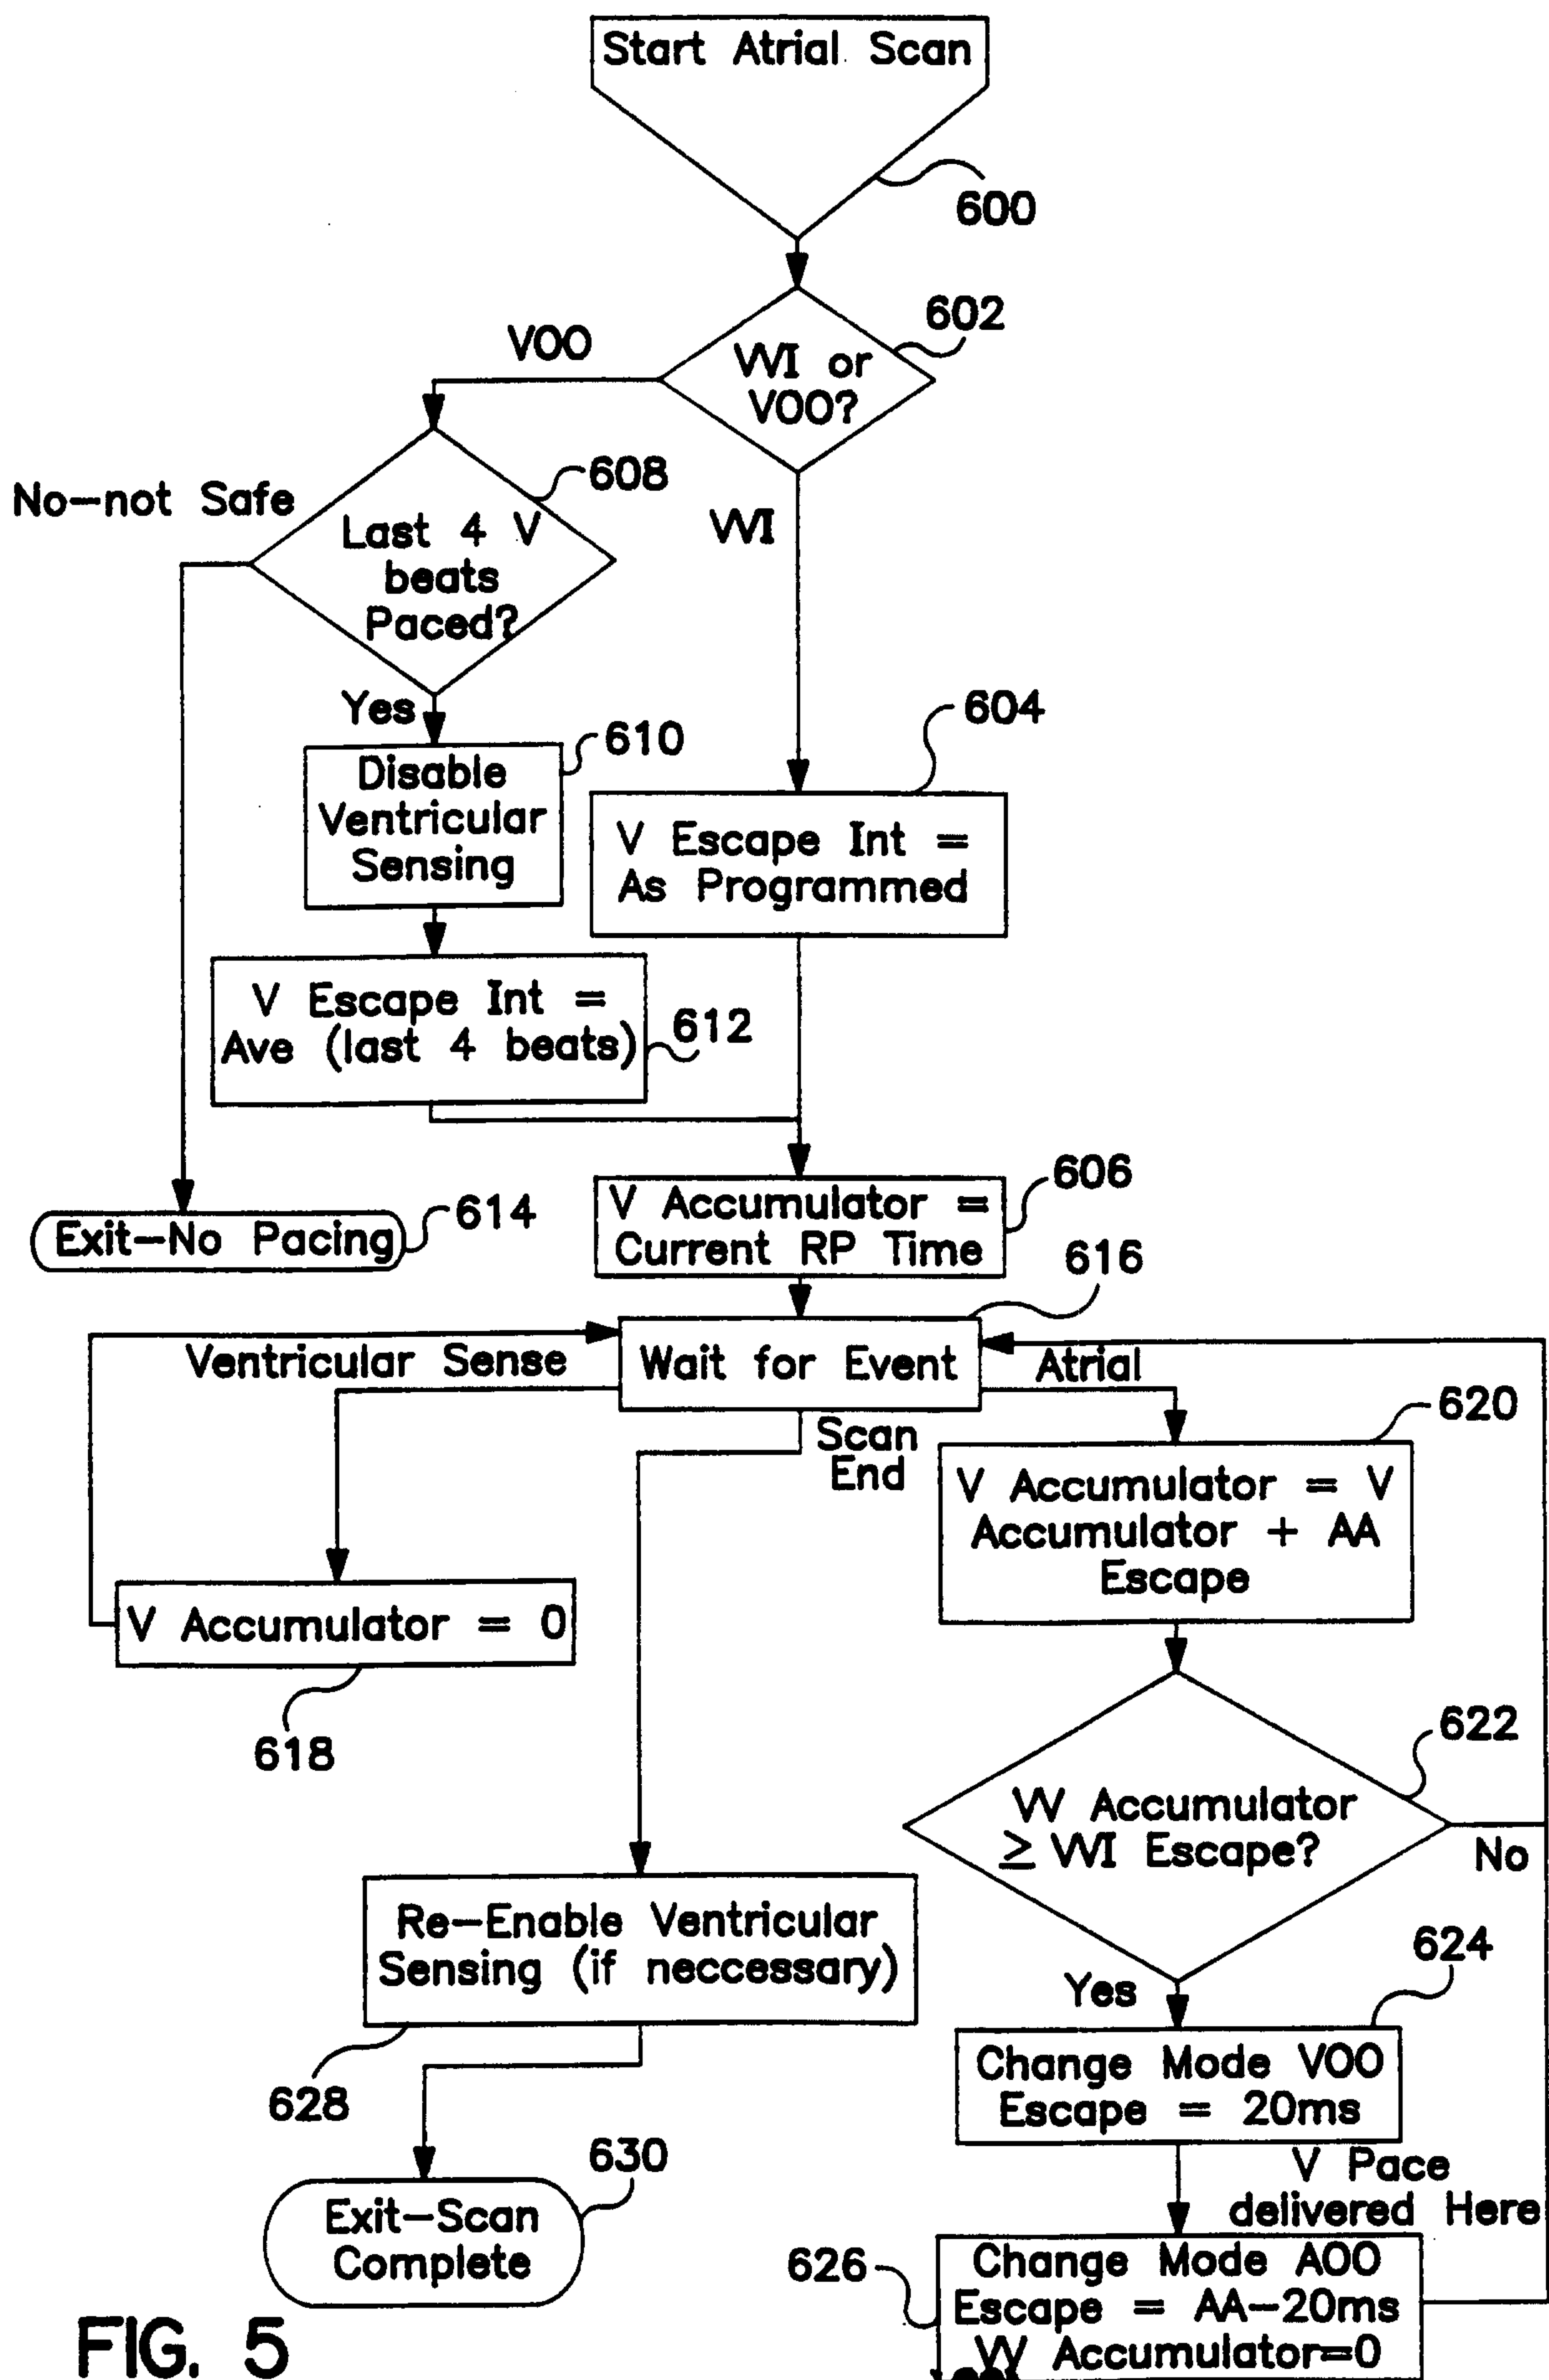 Start Atrial Scan
600
602
VOO
VVI or
VOO?
608
No-not Safe
Last 4 V
beats
Paced?
VVI
Yes
604
610
Disable
Ventricular
Sensing
V Escape Int =
As Programmed
V Escape Int =
Ave (last 4 beats)
612
606
V Accumulator =
Current RP Time
614
Exit-No Pacing
616
Ventricular Sense
Wait for Event
Atrial
620
Scan
End
V Accumulator = V
Accumulator + AA
Escape
V Accumulator = 0
618
622
VV Accumulator
≥ VVI Escape?
No
Re-Enable Ventricular
Sensing (if neccessary)
624
Yes
628
Change Mode VOO
Escape = 20ms
630
V Pace
delivered Here
Exit-Scan
Complete
626
Change Mode AOO
Escape = AA-20ms
VV Accumulator=0
FIG. 5